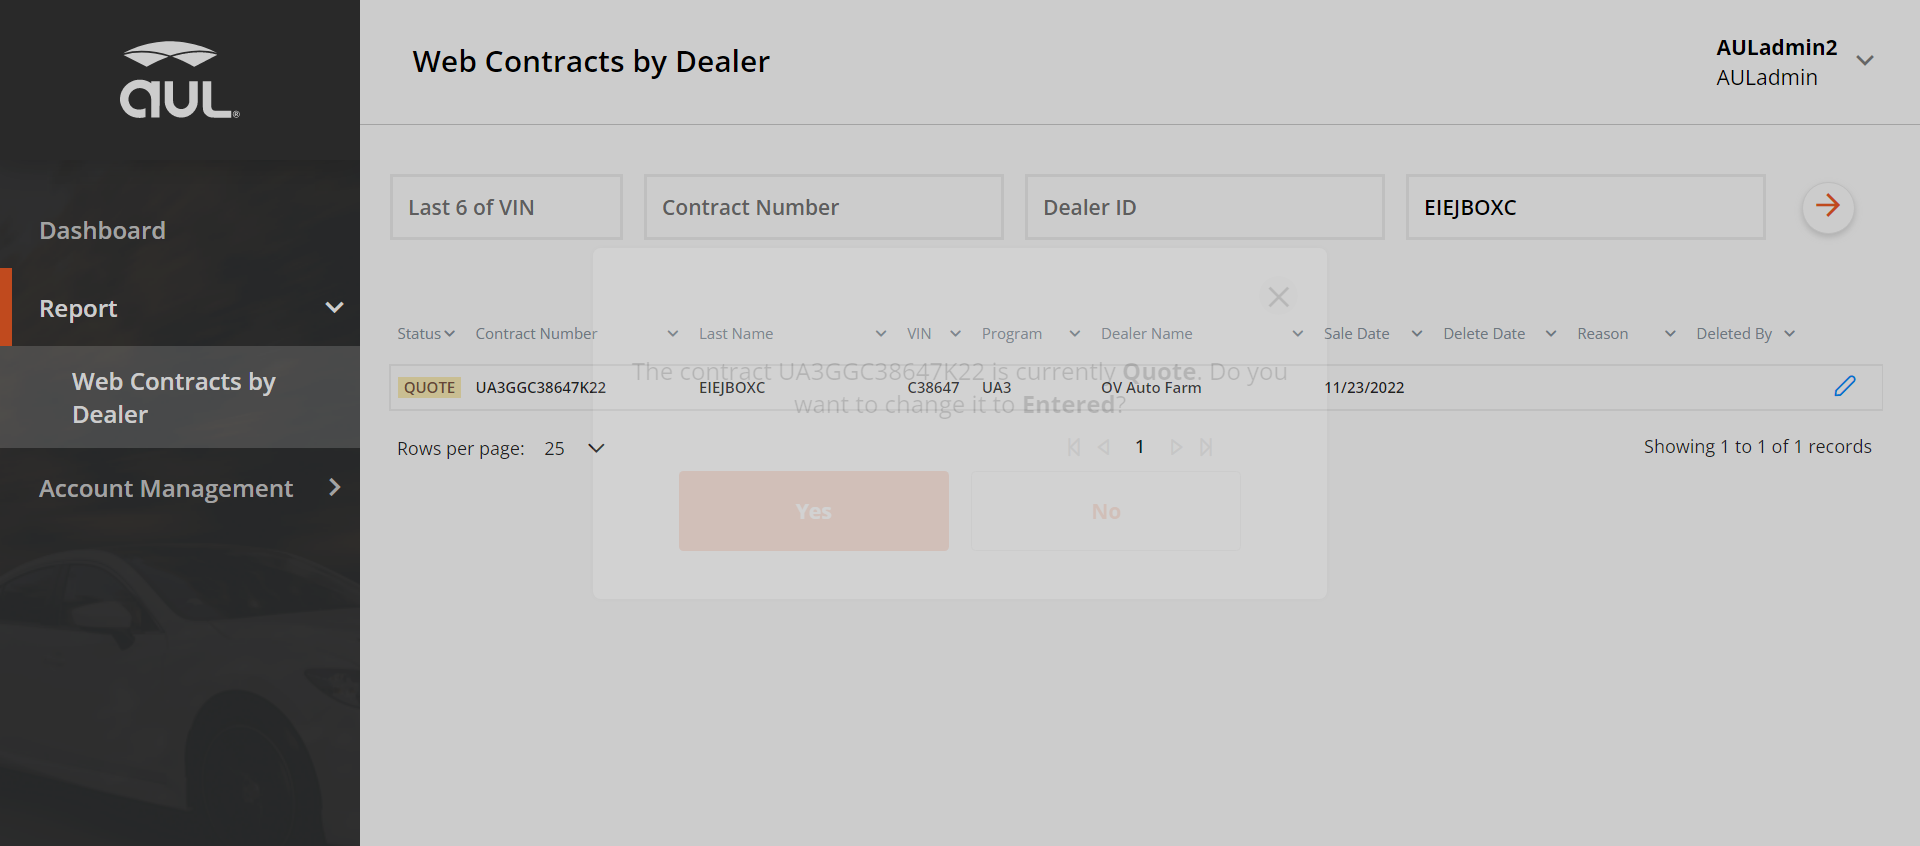 aul®
Web Contracts by Dealer
AULadmin2
AULadmin
Dashboard
Report
Web Contracts by
Dealer
Account Management
Last 6 of VIN
Contract Number
Dealer ID
EIEJBOXC
Status
Contract Number
Last Name
VIN
Program
Dealer Name
Sale Date
Delete Date
Reason
Deleted By
QUOTE
UA3GGC38647K22
EIEJBOXC
C38647
UA3
OV Auto Farm
11/23/2022
The contract UA3GGC38647K22 is currently Quote. Do you
want to change it to Entered?
Rows per page: 25
1
Showing 1 to 1 of 1 records
Yes
No